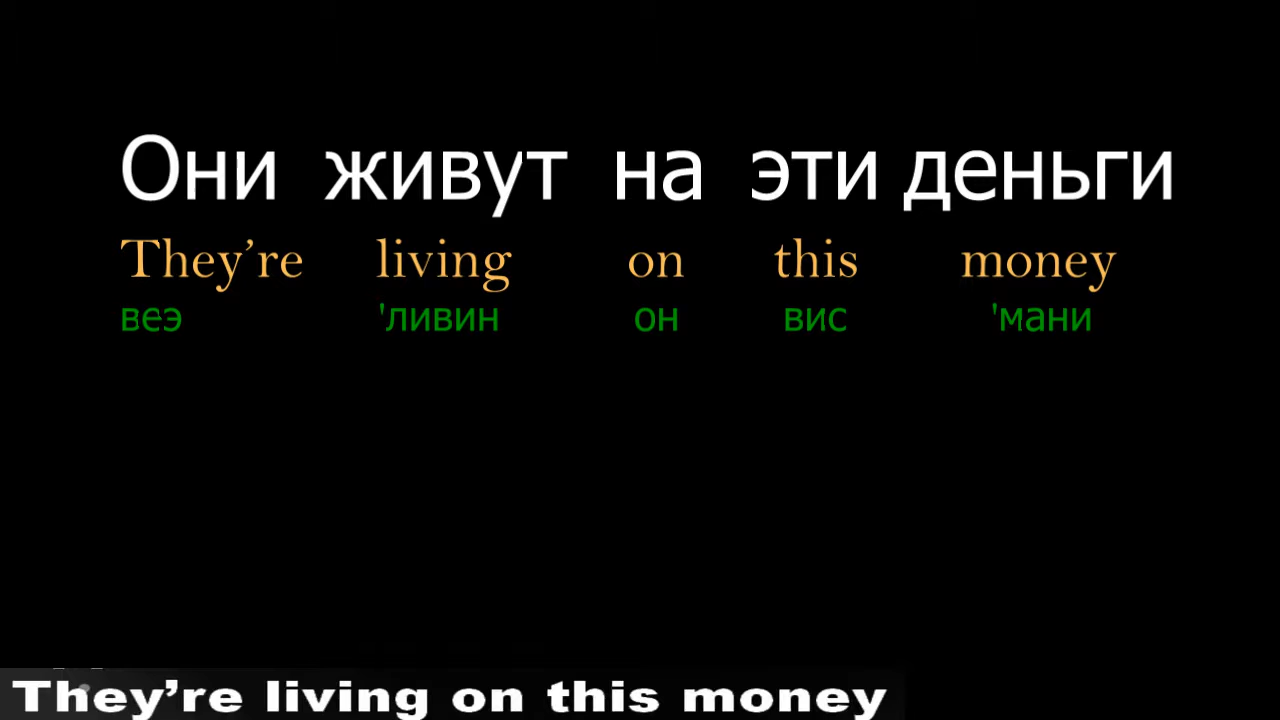 Они живут на эти деньги
They’re living on this money
веэ 'ливин он вис 'мани
They’re living on this money